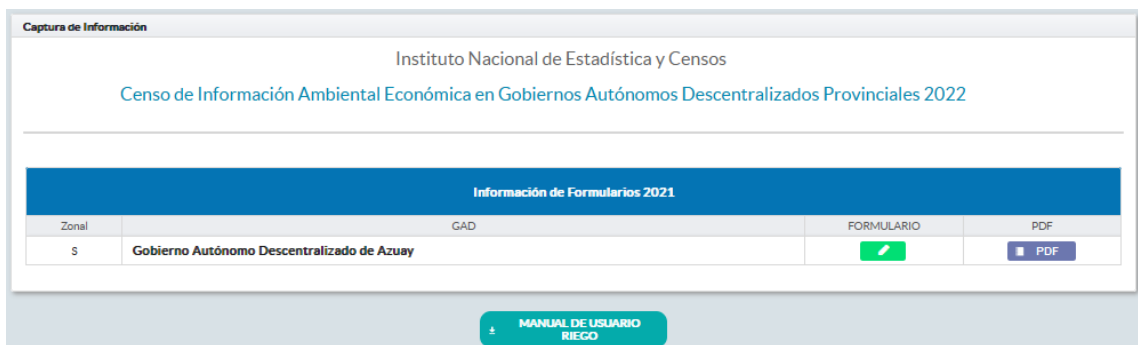 Captura de Información
Instituto Nacional de Estadística y Censos
Censo de Información Ambiental Económica en Gobiernos Autónomos Descentralizados Provinciales 2022
Información de Formularios 2021
Zonal GAD FORMULARIO PDF
S Gobierno Autónomo Descentralizado de Azuay PDF
MANUAL DE USUARIO
RIEGO